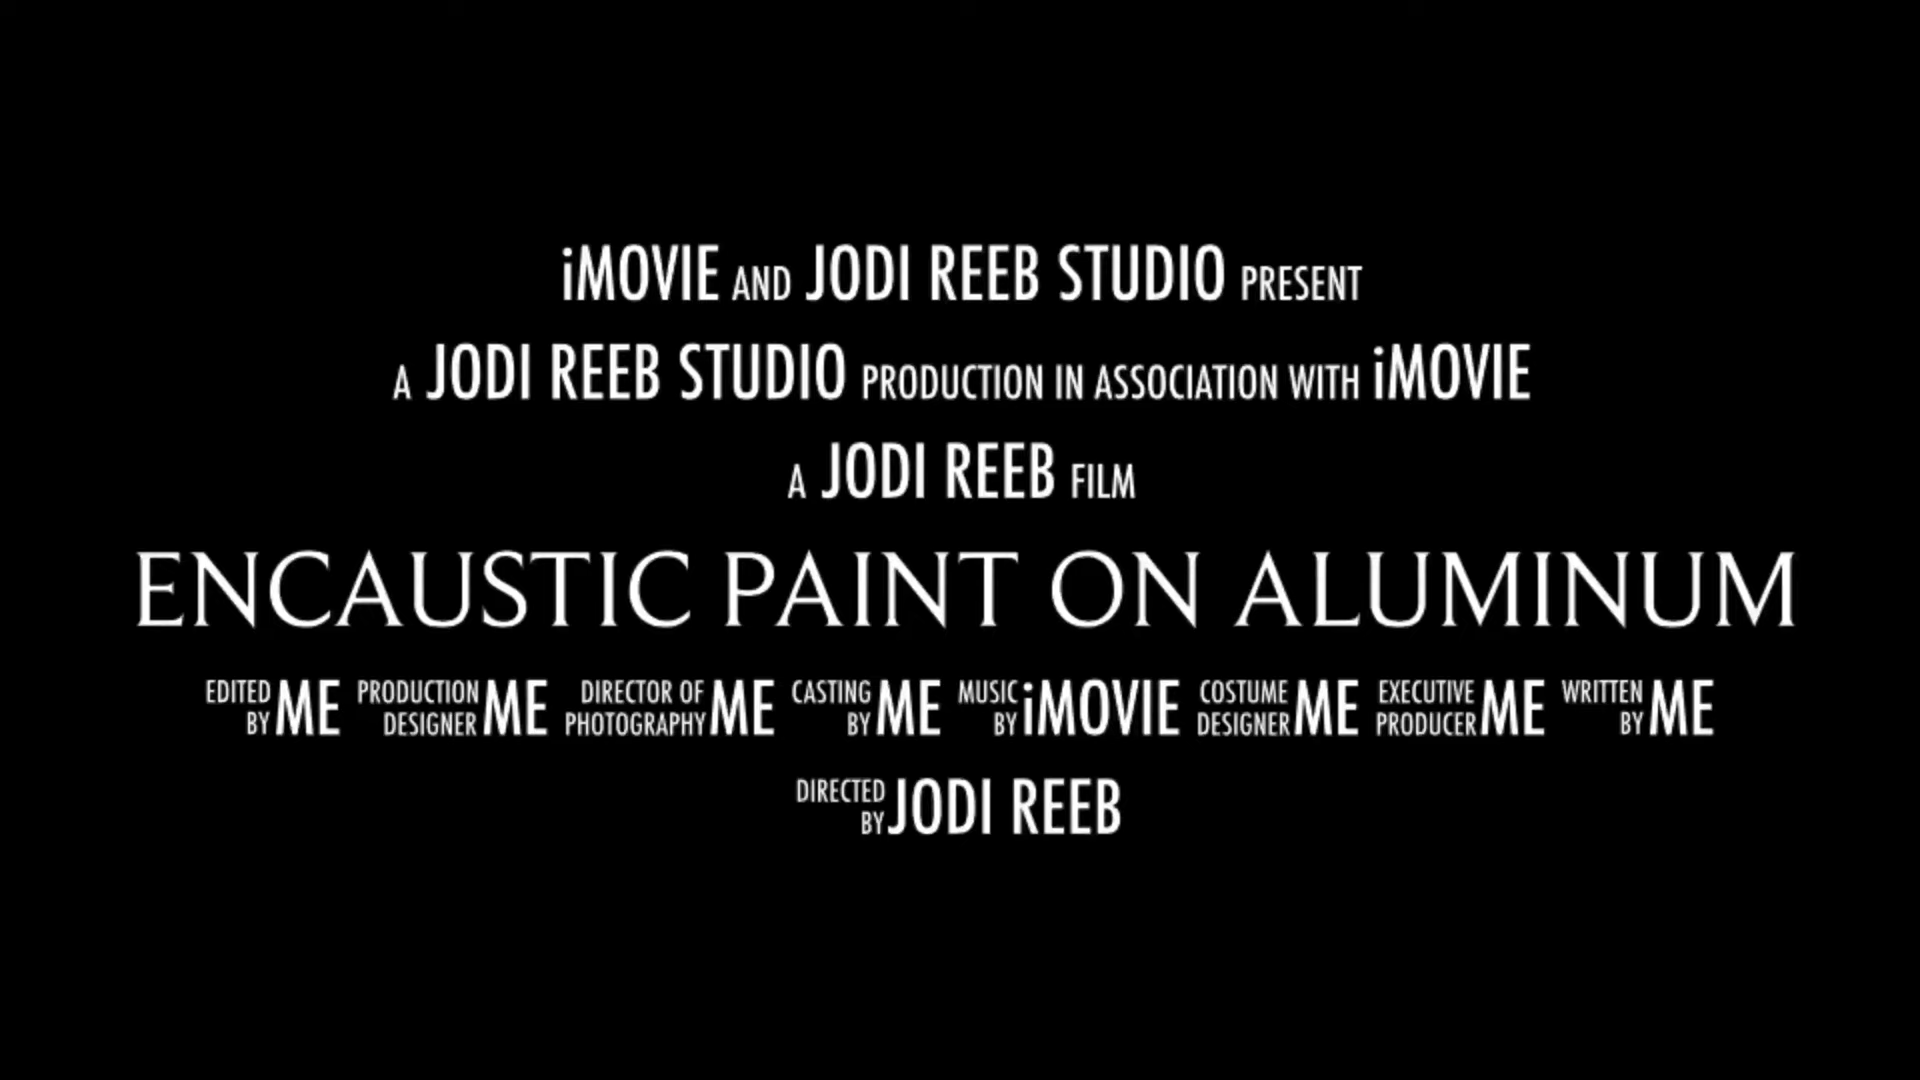 iMOVIE AND JODI REEB STUDIO PRESENT
A JODI REEB STUDIO PRODUCTION IN ASSOCIATION WITH iMOVIE
A JODI REEB FILM
ENCAUSTIC PAINT ON ALUMINUM
EDITED BY ME PRODUCTION DESIGNER ME DIRECTOR OF PHOTOGRAPHY ME CASTING BY ME MUSIC BY iMOVIE COSTUME DESIGNER ME EXECUTIVE PRODUCER ME WRITTEN BY ME
DIRECTED BY JODI REEB